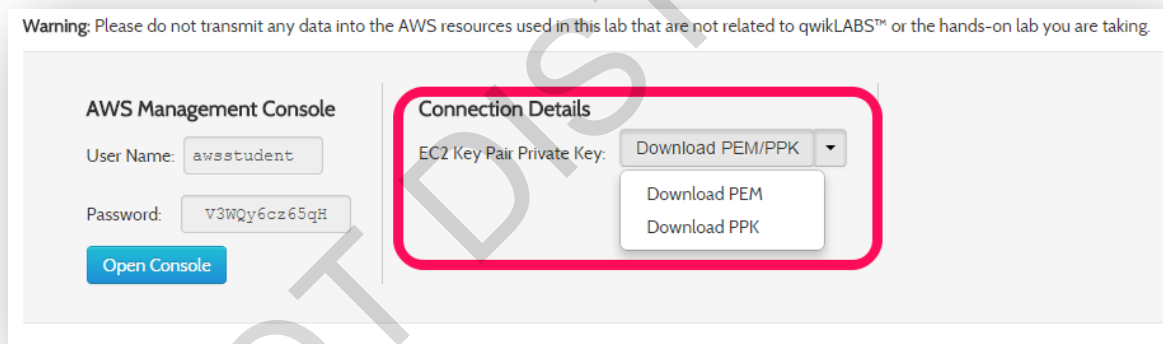 Warning: Please do not transmit any data into the AWS resources used in this lab that are not related to qwikLABS™ or the hands-on lab you are taking.
AWS Management Console
User Name: awsstudent
Password: V3WQy6cz65qH
Open Console
Connection Details
EC2 Key Pair Private Key: Download PEM/PPK
Download PEM
Download PPK